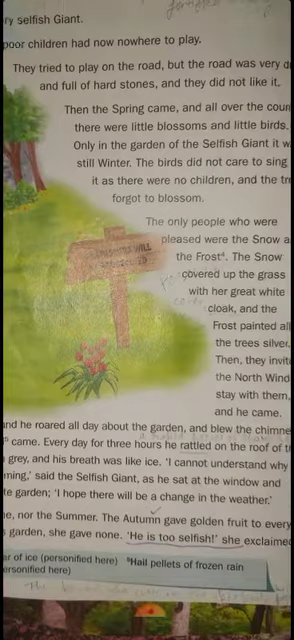 ry selfish Giant.
poor children had now nowhere to play.
They tried to play on the road, but the road was very d
and full of hard stones, and they did not like it.
Then the Spring came, and all over the coun
there were little blossoms and little birds.
Only in the garden of the Selfish Giant it w
still Winter. The birds did not care to sing
it as there were no children, and the tre
forgot to blossom.
The only people who were
pleased were the Snow a
the Frost⁴. The Snow
covered up the grass
with her great white
cloak, and the
Frost painted all
the trees silver.
Then, they invit
the North Wind
stay with them,
and he came.
WILL
and he roared all day about the garden, and blew the chimne
came. Every day for three hours he rattled on the roof of t
grey, and his breath was like ice. 'I cannot understand why
ming,' said the Selfish Giant, as he sat at the window and
te garden; 'I hope there will be a change in the weather.'
e, nor the Summer. The Autumn gave golden fruit to every
garden, she gave none. 'He is too selfish!' she exclaimed
ar of ice (personified here) ⁵Hail pellets of frozen rain
ersonified here)